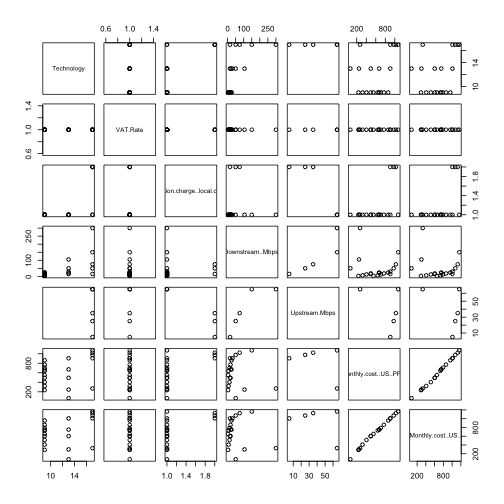 0.6 1.0 1.4
0 100 250
200 800
Technology
10 14
0.6 1.0 1.4
VAT.Rate
ion.charge..local.c
1.0 1.4 1.8
0 100 300
ownstream..Mbps
Upstream.Mbps
10 30 50
200 800
nthly.cost..US..PP
Monthly.cost..US..
200 800
10 14
1.0 1.4 1.8
10 30 50
200 800